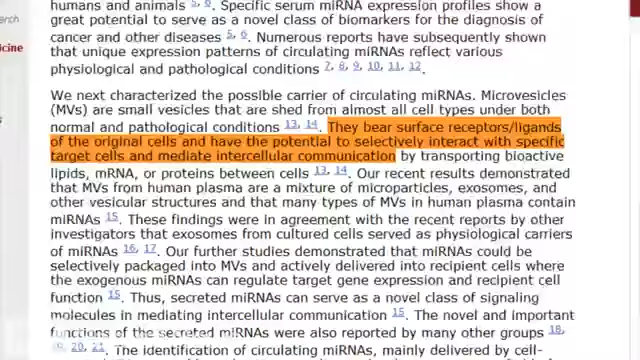 humans and animals 5, 6. Specific serum miRNA expression profiles show a
great potential to serve as a novel class of biomarkers for the diagnosis of
cancer and other diseases 5, 6. Numerous reports have subsequently shown
that unique expression patterns of circulating miRNAs reflect various
physiological and pathological conditions 7, 8, 9, 10, 11, 12.
We next characterized the possible carrier of circulating miRNAs. Microvesicles
(MVs) are small vesicles that are shed from almost all cell types under both
normal and pathological conditions 13, 14. They bear surface receptors/ligands
of the original cells and have the potential to selectively interact with specific
target cells and mediate intercellular communication by transporting bioactive
lipids, mRNA, or proteins between cells 13, 14. Our recent results demonstrated
that MVs from human plasma are a mixture of microparticles, exosomes, and
other vesicular structures and that many types of MVs in human plasma contain
miRNAs 15. These findings were in agreement with the recent reports by other
investigators that exosomes from cultured cells served as physiological carriers
of miRNAs 16, 17. Our further studies demonstrated that miRNAs could be
selectively packaged into MVs and actively delivered into recipient cells where
the exogenous miRNAs can regulate target gene expression and recipient cell
function 15. Thus, secreted miRNAs can serve as a novel class of signaling
molecules in mediating intercellular communication 15. The novel and important
functions of the secreted miRNAs were also reported by many other groups 18,
19, 20, 21. The identification of circulating miRNAs, mainly delivered by cell-